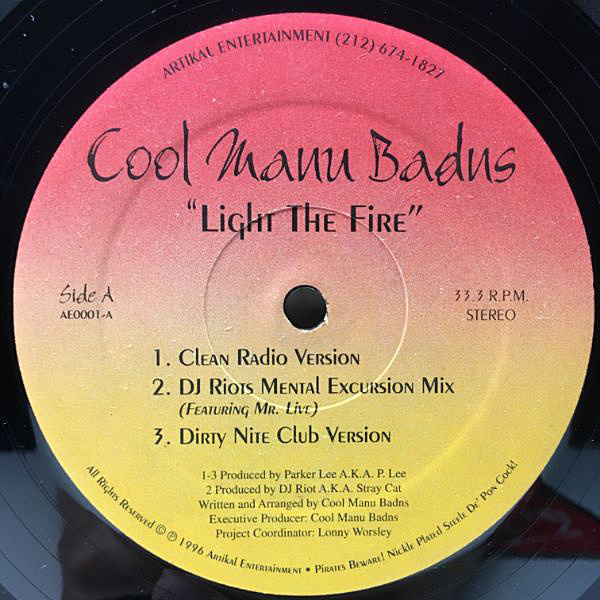 ARTIKAL ENTERTAINMENT (212) 674-1827
Cool Manu Badns
"Light The Fire"
Side A
AE0001-A
33.3 R.P.M.
STEREO
1. Clean Radio Version
2. DJ Riots Mental Excursion Mix
(Featuring Mr. Live)
3. Dirty Nite Club Version
1-3 Produced by Parker Lee A.K.A. P. Lee
2 Produced by DJ Riot A.K.A. Stray Cat
Written and Arranged by Cool Manu Badns
Executive Producer: Cool Manu Badns
Project Coordinator: Lonny Worsley
All Rights Reserved © ℗ 1996 Artikal Entertainment • Pirates Beware! Nickle Plated Steele De' Pon Cock!